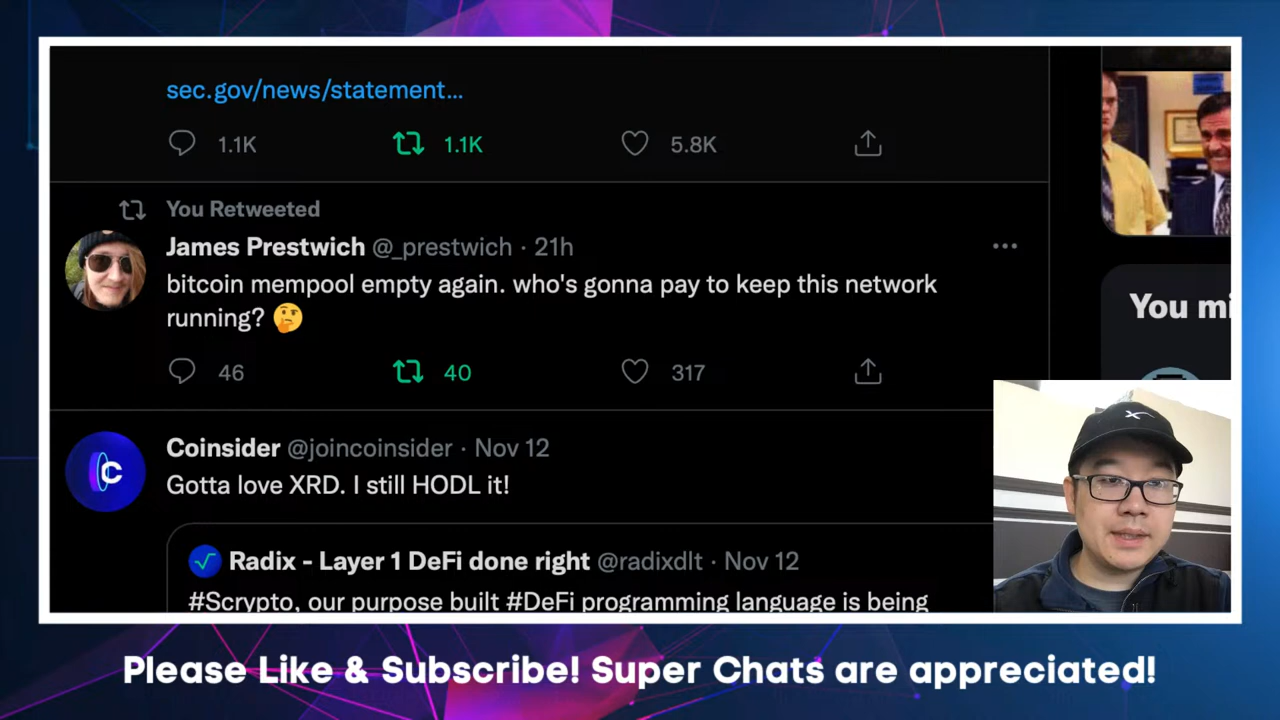 sec.gov/news/statement...
1.1K 1.1K 5.8K
You Retweeted
James Prestwich @_prestwich · 21h
bitcoin mempool empty again. who's gonna pay to keep this network
running? 🤔
46 40 317
You mi
Coinsider @joincoinsider · Nov 12
Gotta love XRD. I still HODL it!
Radix - Layer 1 DeFi done right @radixdlt · Nov 12
#Scrypto, our purpose built #DeFi programming language is being
Please Like & Subscribe! Super Chats are appreciated!